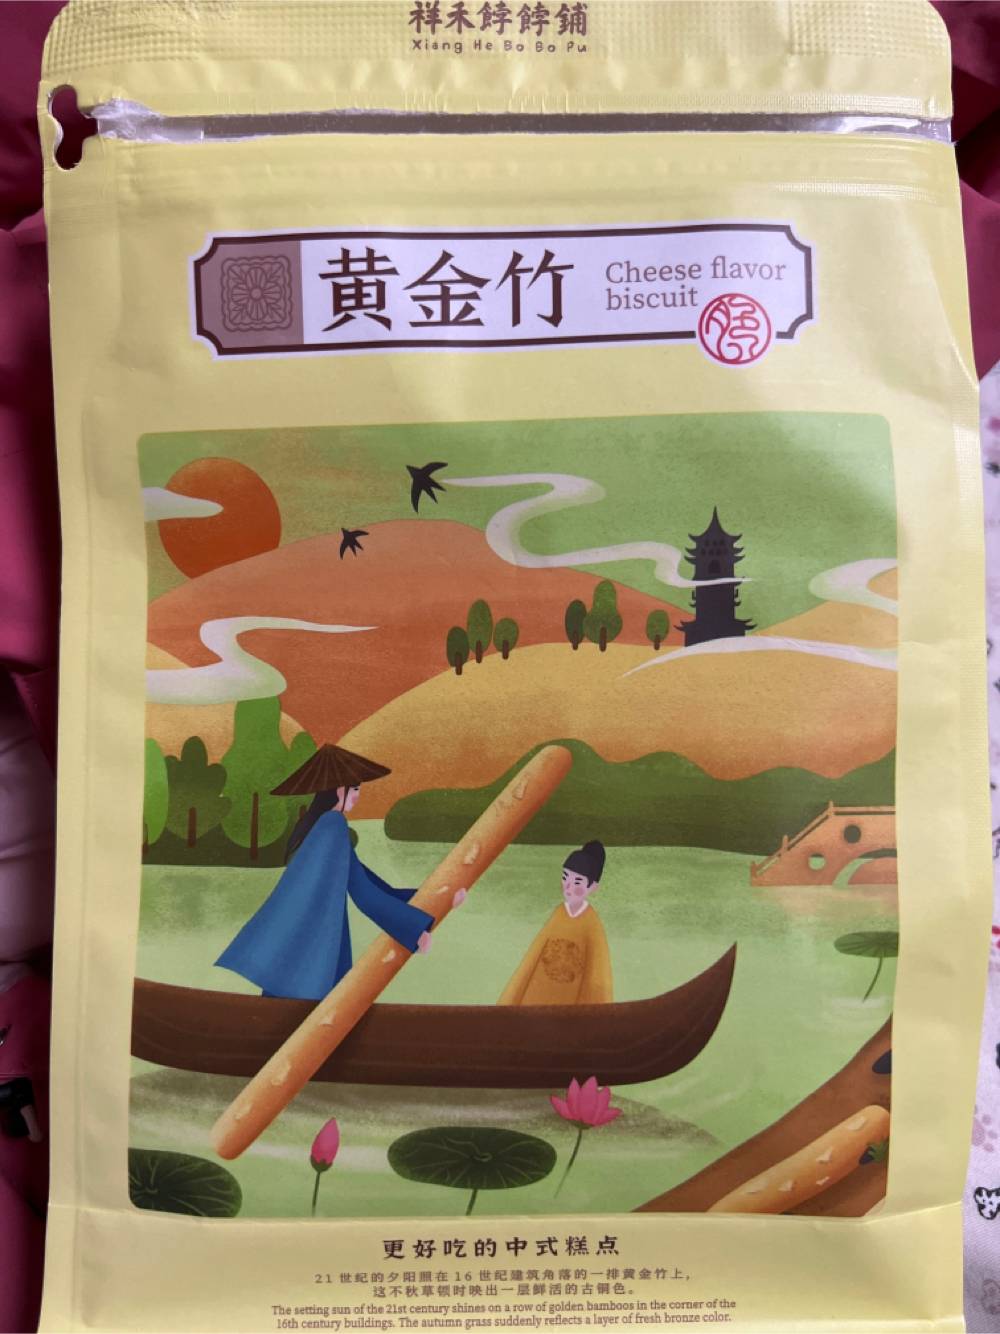 祥禾餑餑鋪
Xiang He Bo Bo Pu
黄金竹
Cheese flavor
biscuit
更好吃的中式糕点
21 世纪的夕阳照在 16 世纪建筑角落的一排黄金竹上，
这不秋草顿时映出一层鲜活的古铜色。
The setting sun of the 21st century shines on a row of golden bamboos in the corner of the
16th century buildings. The autumn grass suddenly reflects a layer of fresh bronze color.